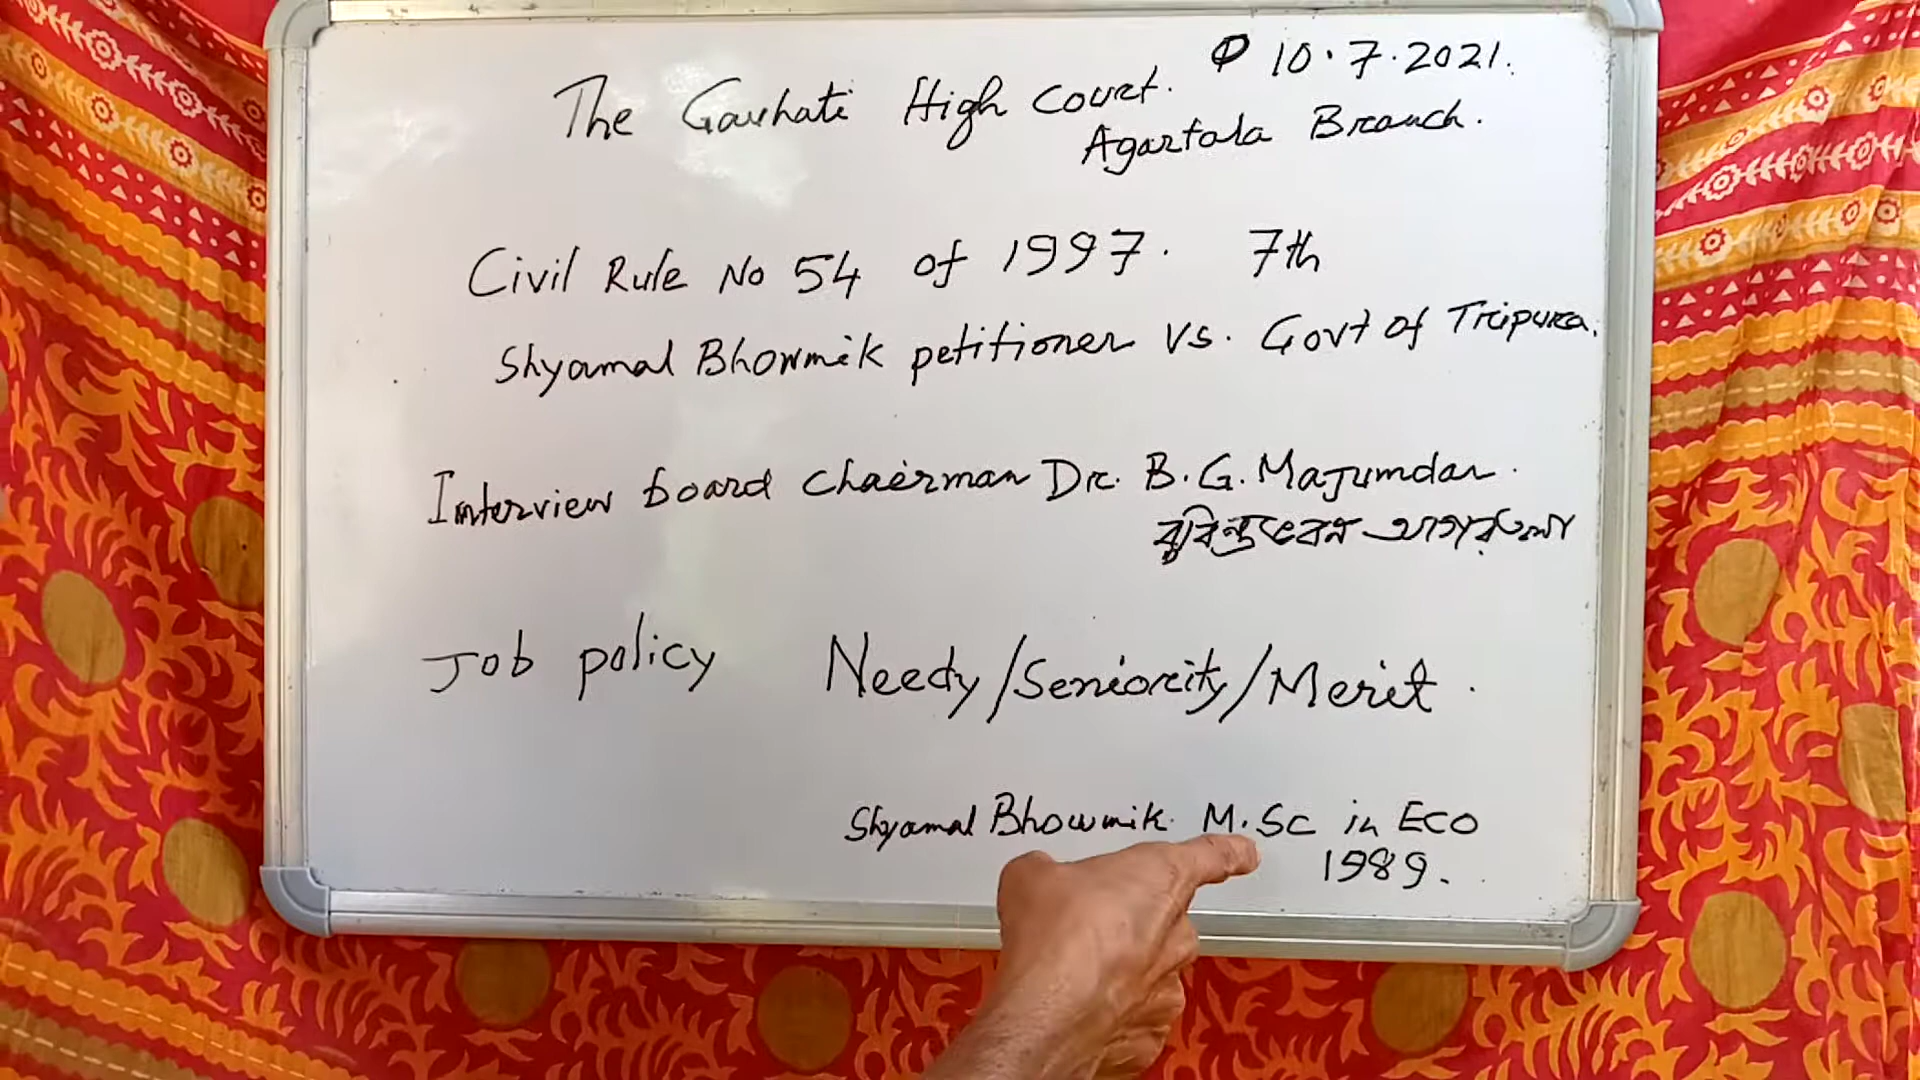 10.7.2021.
The Gauhati High Court.
Agartala Branch.
Civil Rule No 54 of 1997. 7th
Shyamal Bhowmik petitioner Vs. Govt of Tripura.
Interview board Chairman Dr. B.G. Majumdar.
আগরতলা
Job policy Needy/Seniority/Merit.
Shyamal Bhowmik. M.Sc in ECO
1989.